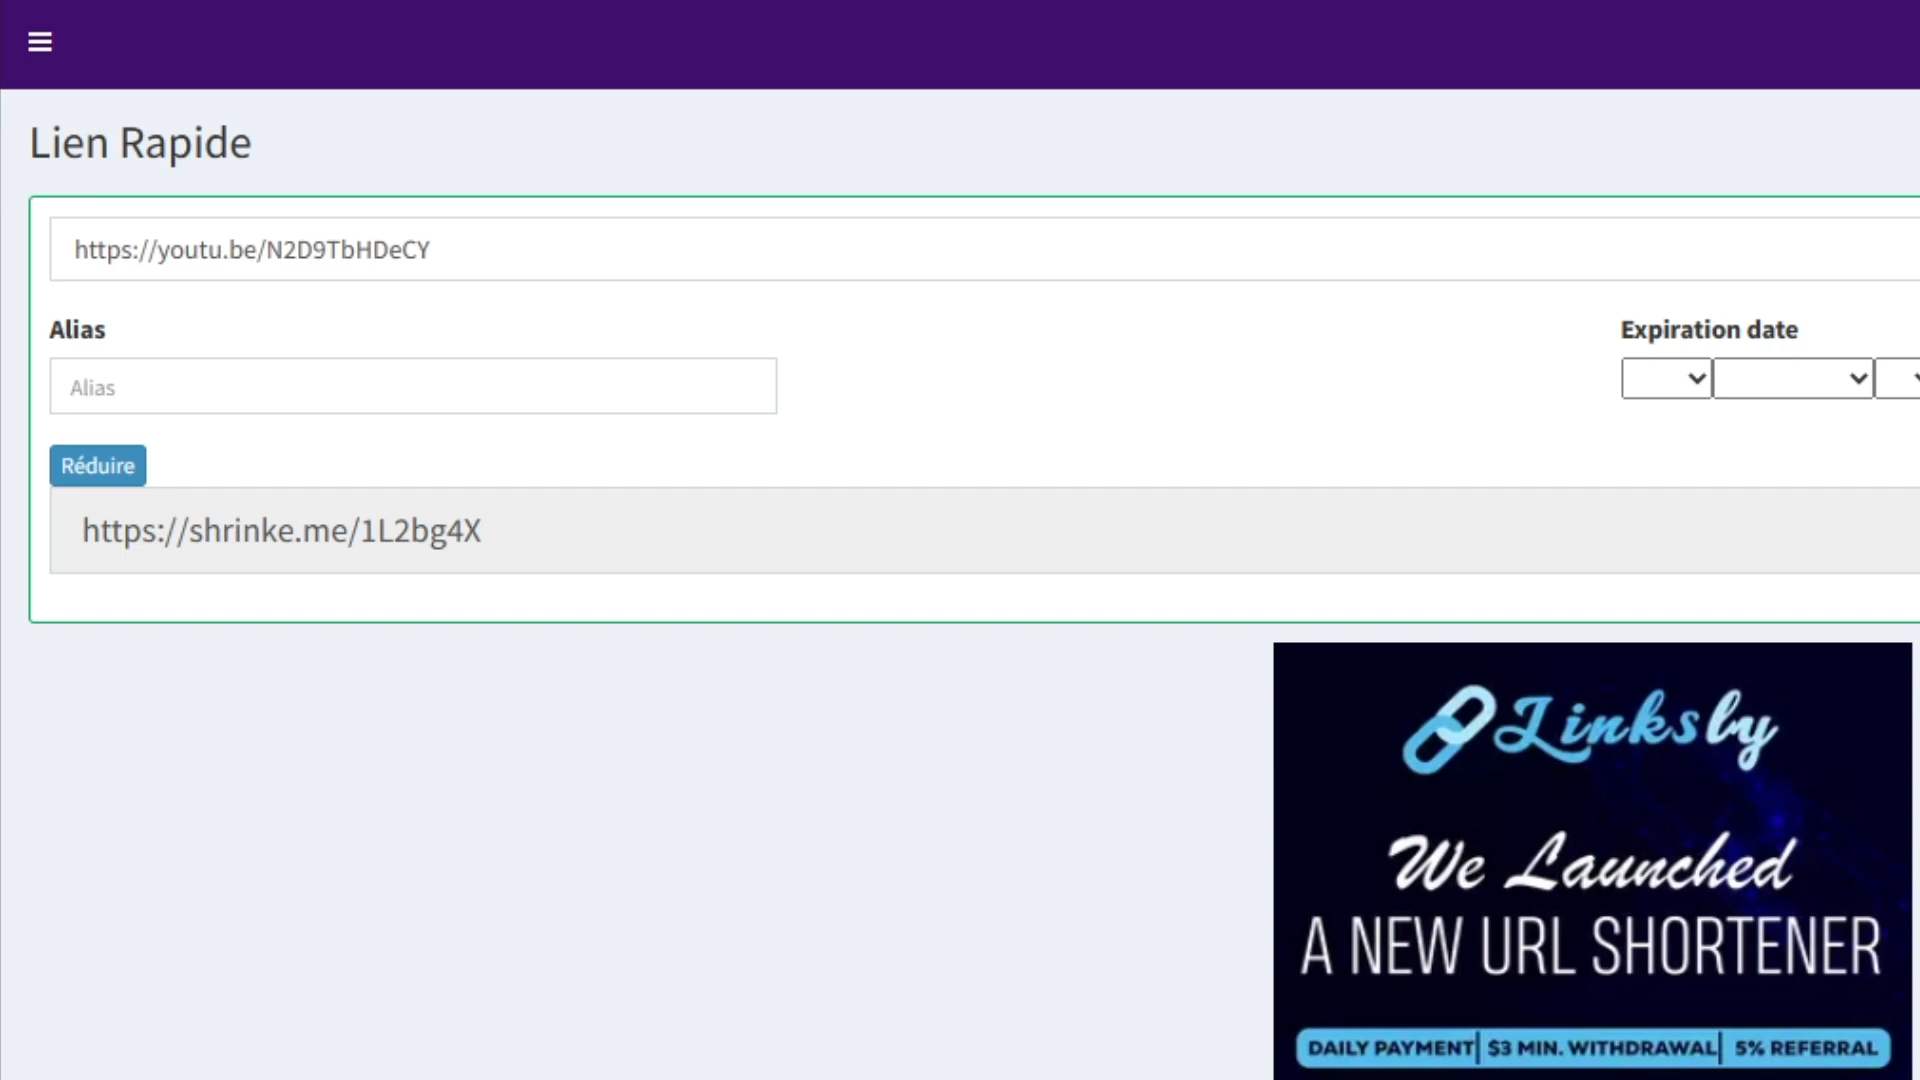 Lien Rapide
https://youtu.be/N2D9TbHDeCY
Alias
Expiration date
Alias
Réduire
https://shrinke.me/1L2bg4X
Linksly
We Launched
A NEW URL SHORTENER
DAILY PAYMENT | $3 MIN. WITHDRAWAL | 5% REFERRAL